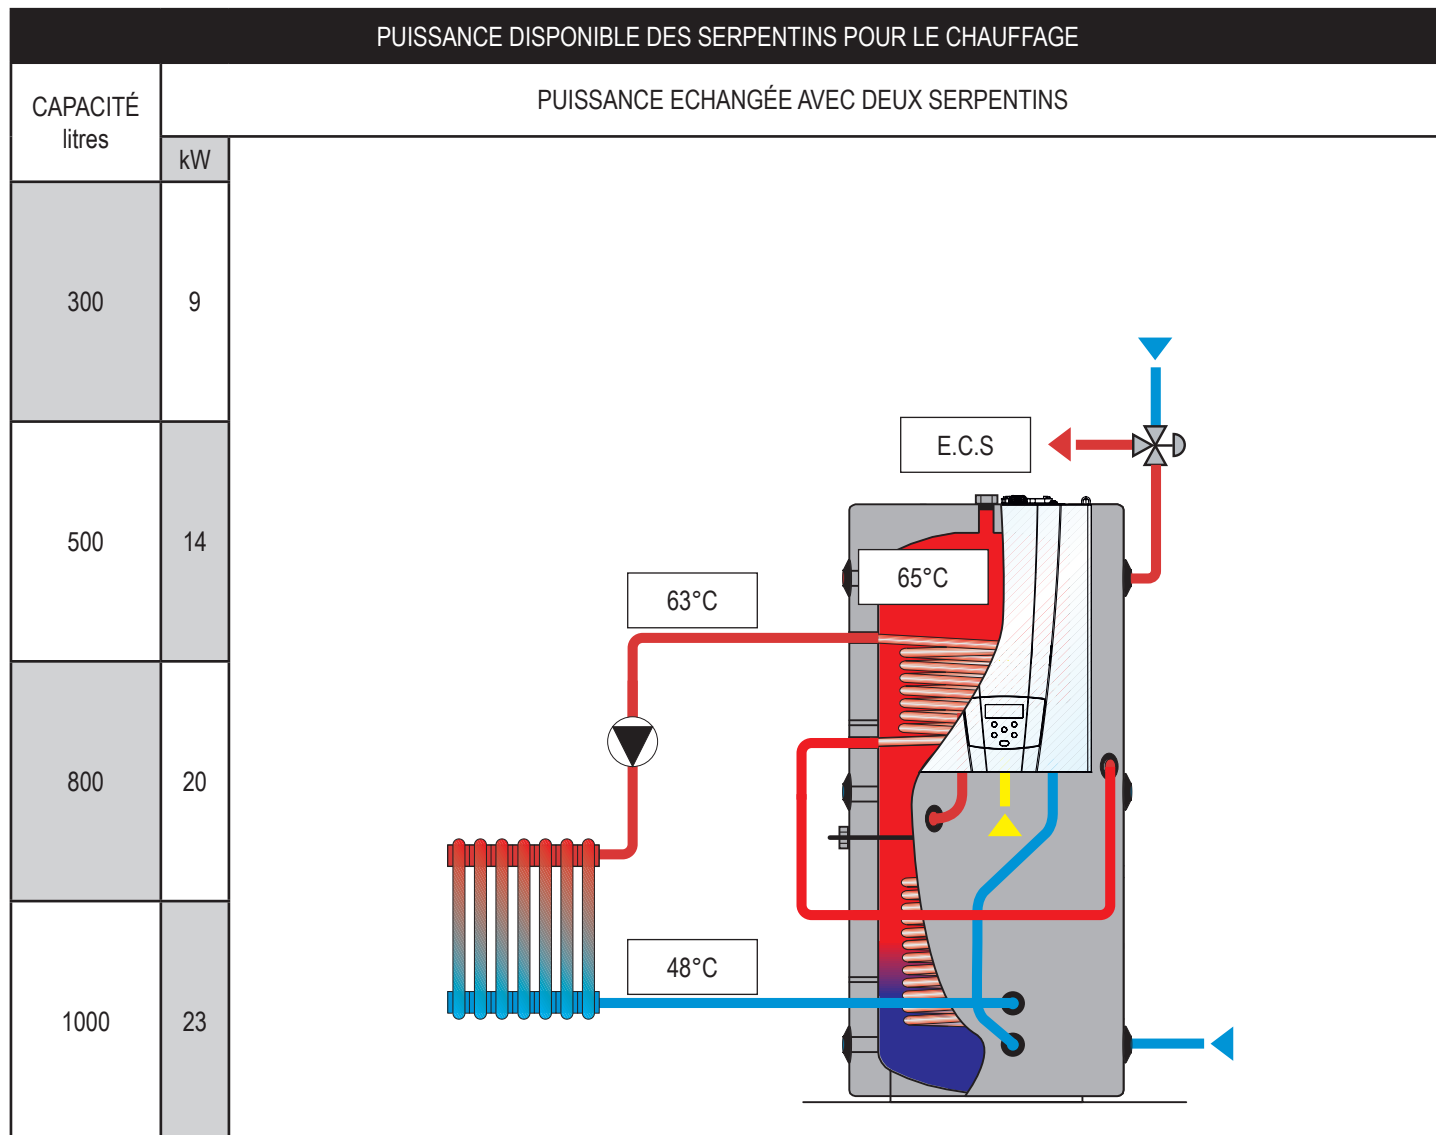 PUISSANCE DISPONIBLE DES SERPENTINS POUR LE CHAUFFAGE
CAPACITÉ
litres
PUISSANCE ECHANGÉE AVEC DEUX SERPENTINS
kW
300
9
500
14
800
20
1000
23
E.C.S
65°C
63°C
48°C